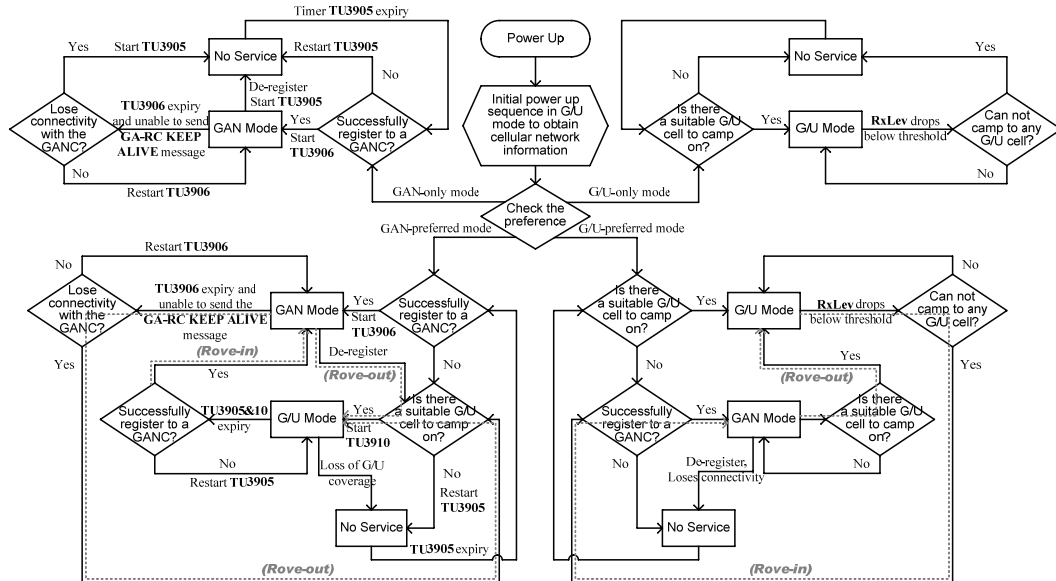 Timer TU3905 expiry
Yes
Start TU3905
No Service
Restart TU3905
No
De-register
Start TU3905
Lose
connectivity
with the
GANC?
TU3906 expiry
and unable to send
GA-RC KEEP
ALIVE message
GAN Mode
Yes
Start
TU3906
Successfully
register to a
GANC?
No
Restart TU3906
Power Up
Initial power up
sequence in G/U
mode to obtain
cellular network
information
Check the
preference
GAN-only mode
G/U-only mode
GAN-preferred mode
G/U-preferred mode
No Service
No
Yes
Is there
a suitable G/U
cell to camp
on?
Yes
G/U Mode
RxLev drops
below threshold
Can not
camp to any
G/U cell?
No
Restart TU3906
No
Lose
connectivity
with the
GANC?
TU3906 expiry and
unable to send the
GA-RC KEEP ALIVE
message
GAN Mode
Yes
Start
TU3906
Successfully
register to a
GANC?
(Rove-in)
De-register
No
Yes
Yes
(Rove-out)
Successfully
register to a
GANC?
TU3905&10
expiry
G/U Mode
Yes
Start
TU3910
Is there
a suitable G/U
cell to camp
on?
No
Restart TU3905
Loss of G/U
coverage
No
Restart
TU3905
No Service
TU3905 expiry
(Rove-out)
Is there
a suitable G/U
cell to camp
on?
Yes
G/U Mode
RxLev drops
below threshold
No
Can not
camp to any
G/U cell?
No
Yes
(Rove-out)
Yes
Successfully
register to a
GANC?
Yes
GAN Mode
Is there
a suitable G/U
cell to camp
on?
No
De-register,
Loses connectivity
No
No Service
(Rove-in)